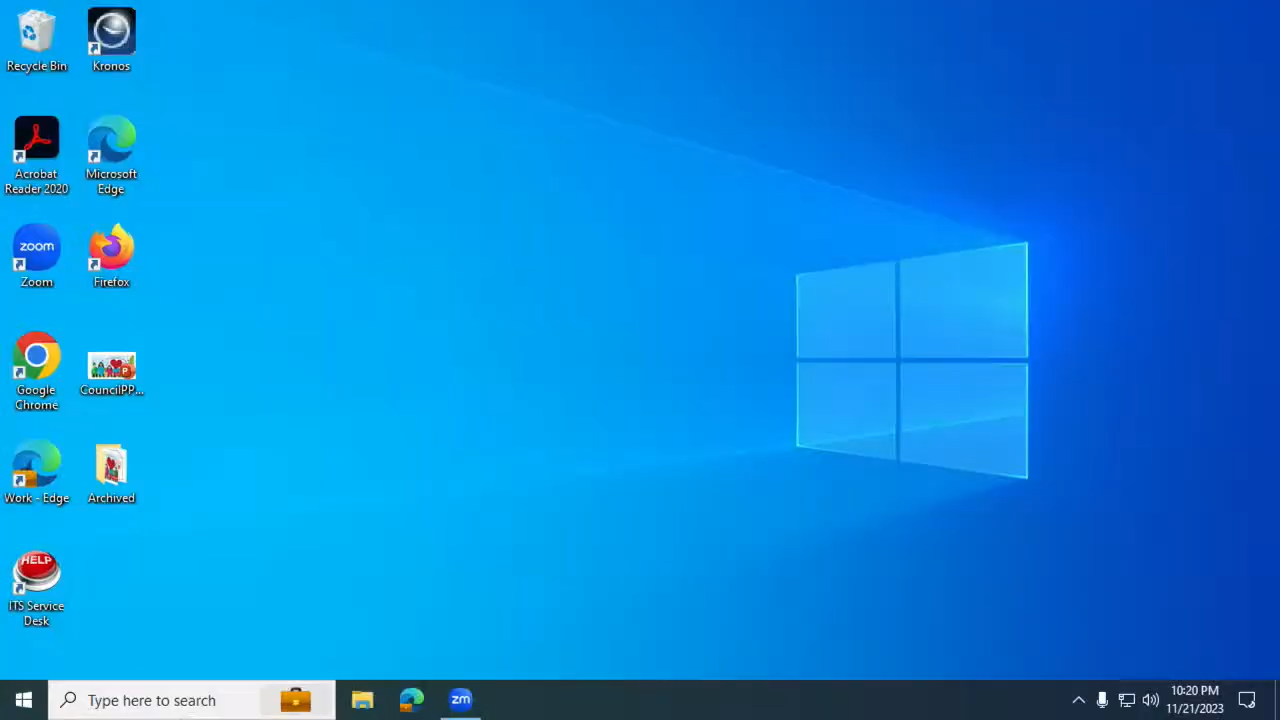 Recycle Bin
Kronos
Acrobat
Reader 2020
Microsoft
Edge
zoom
Zoom
Firefox
Google
Chrome
CouncilPP...
Work - Edge
Archived
HELP
ITS Service
Desk
Type here to search
zm
10:20 PM
11/21/2023